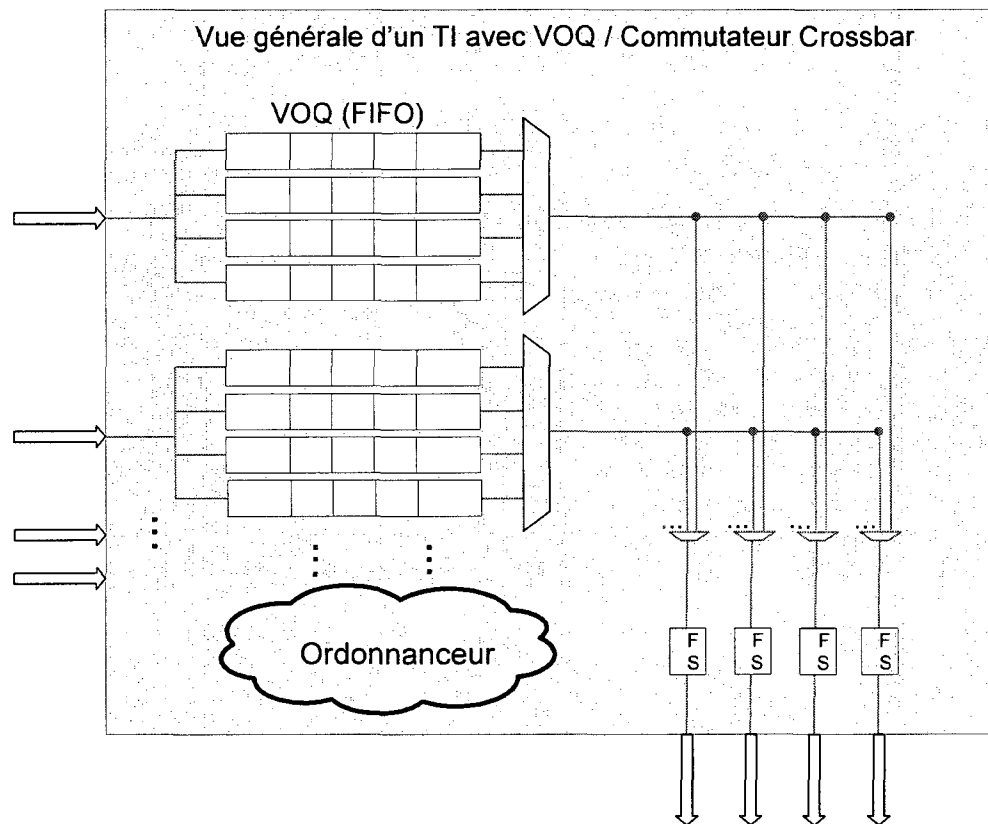 Vue générale d'un TI avec VOQ / Commutateur Crossbar
VOQ (FIFO)
Ordonnanceur
F S
F S
F S
F S